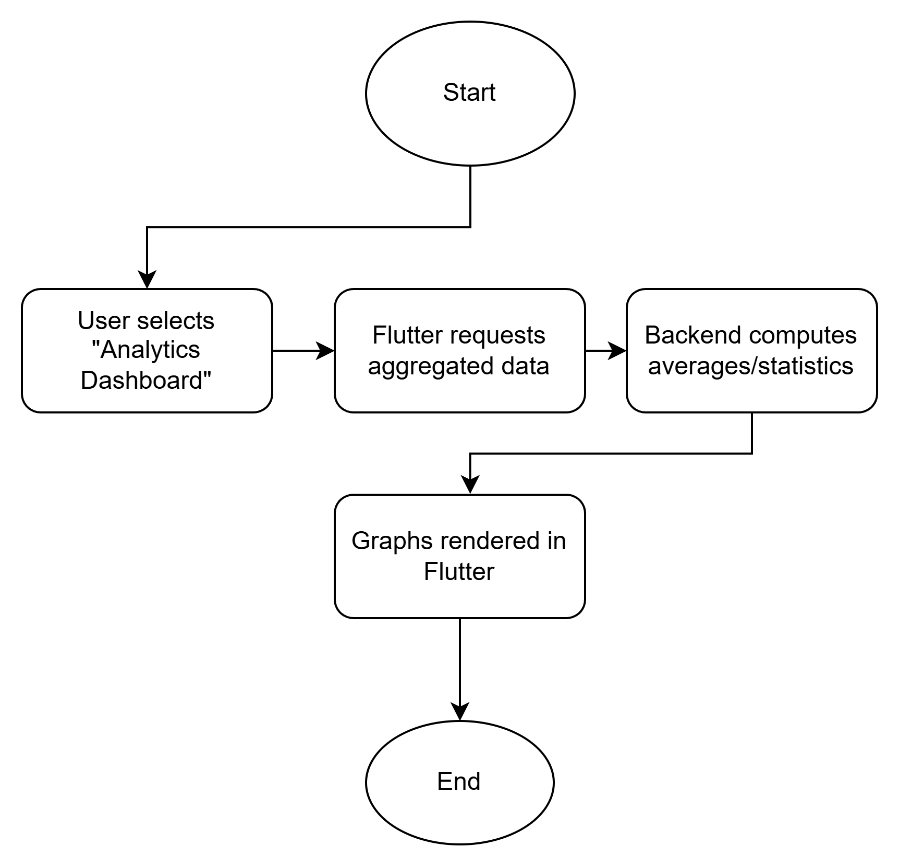 Start
User selects
"Analytics
Dashboard"
Flutter requests
aggregated data
Backend computes
averages/statistics
Graphs rendered in
Flutter
End